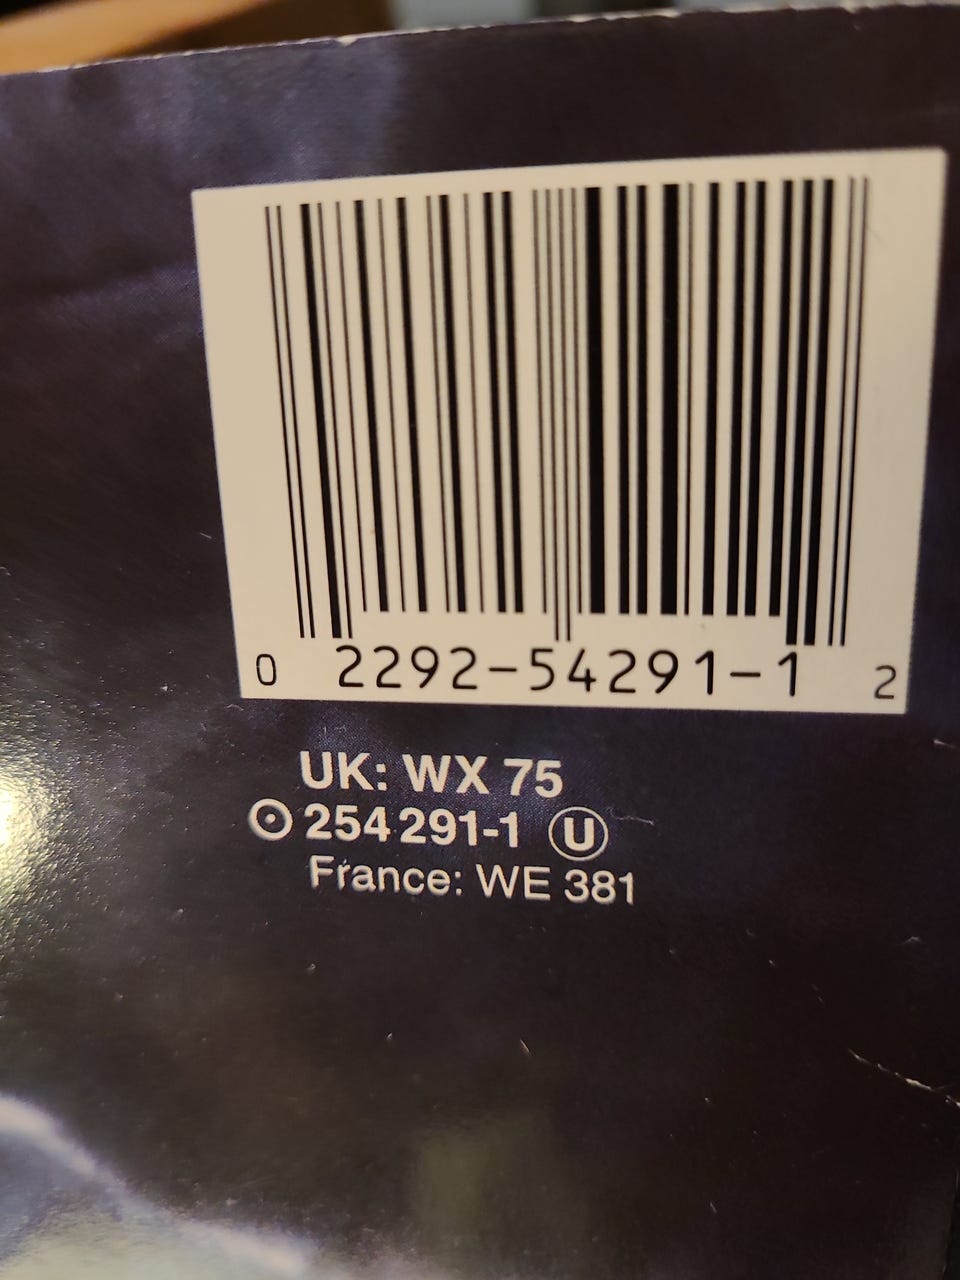 0 2292-54291-1 2
UK: WX 75
254 291-1 U
France: WE 381